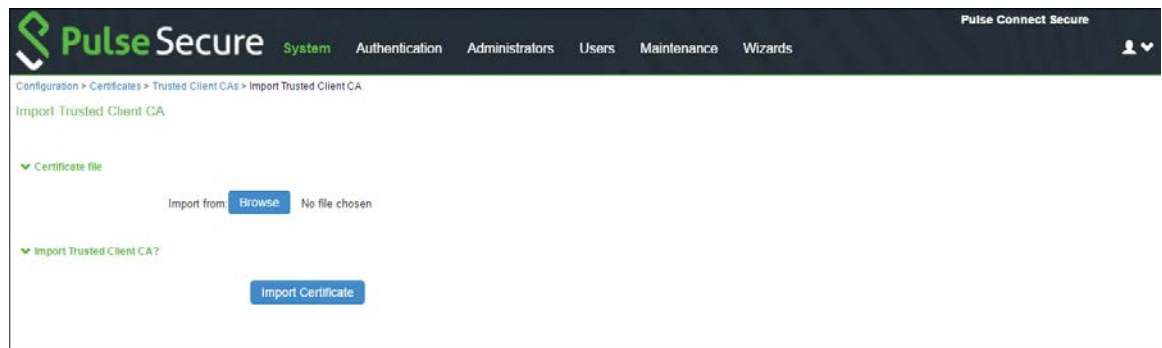 Pulse Connect Secure
Pulse Secure System Authentication Administrators Users Maintenance Wizards
Configuration > Certificates > Trusted Client CAs > Import Trusted Client CA
Import Trusted Client CA
Certificate file
Import from: Browse No file chosen
Import Trusted Client CA?
Import Certificate